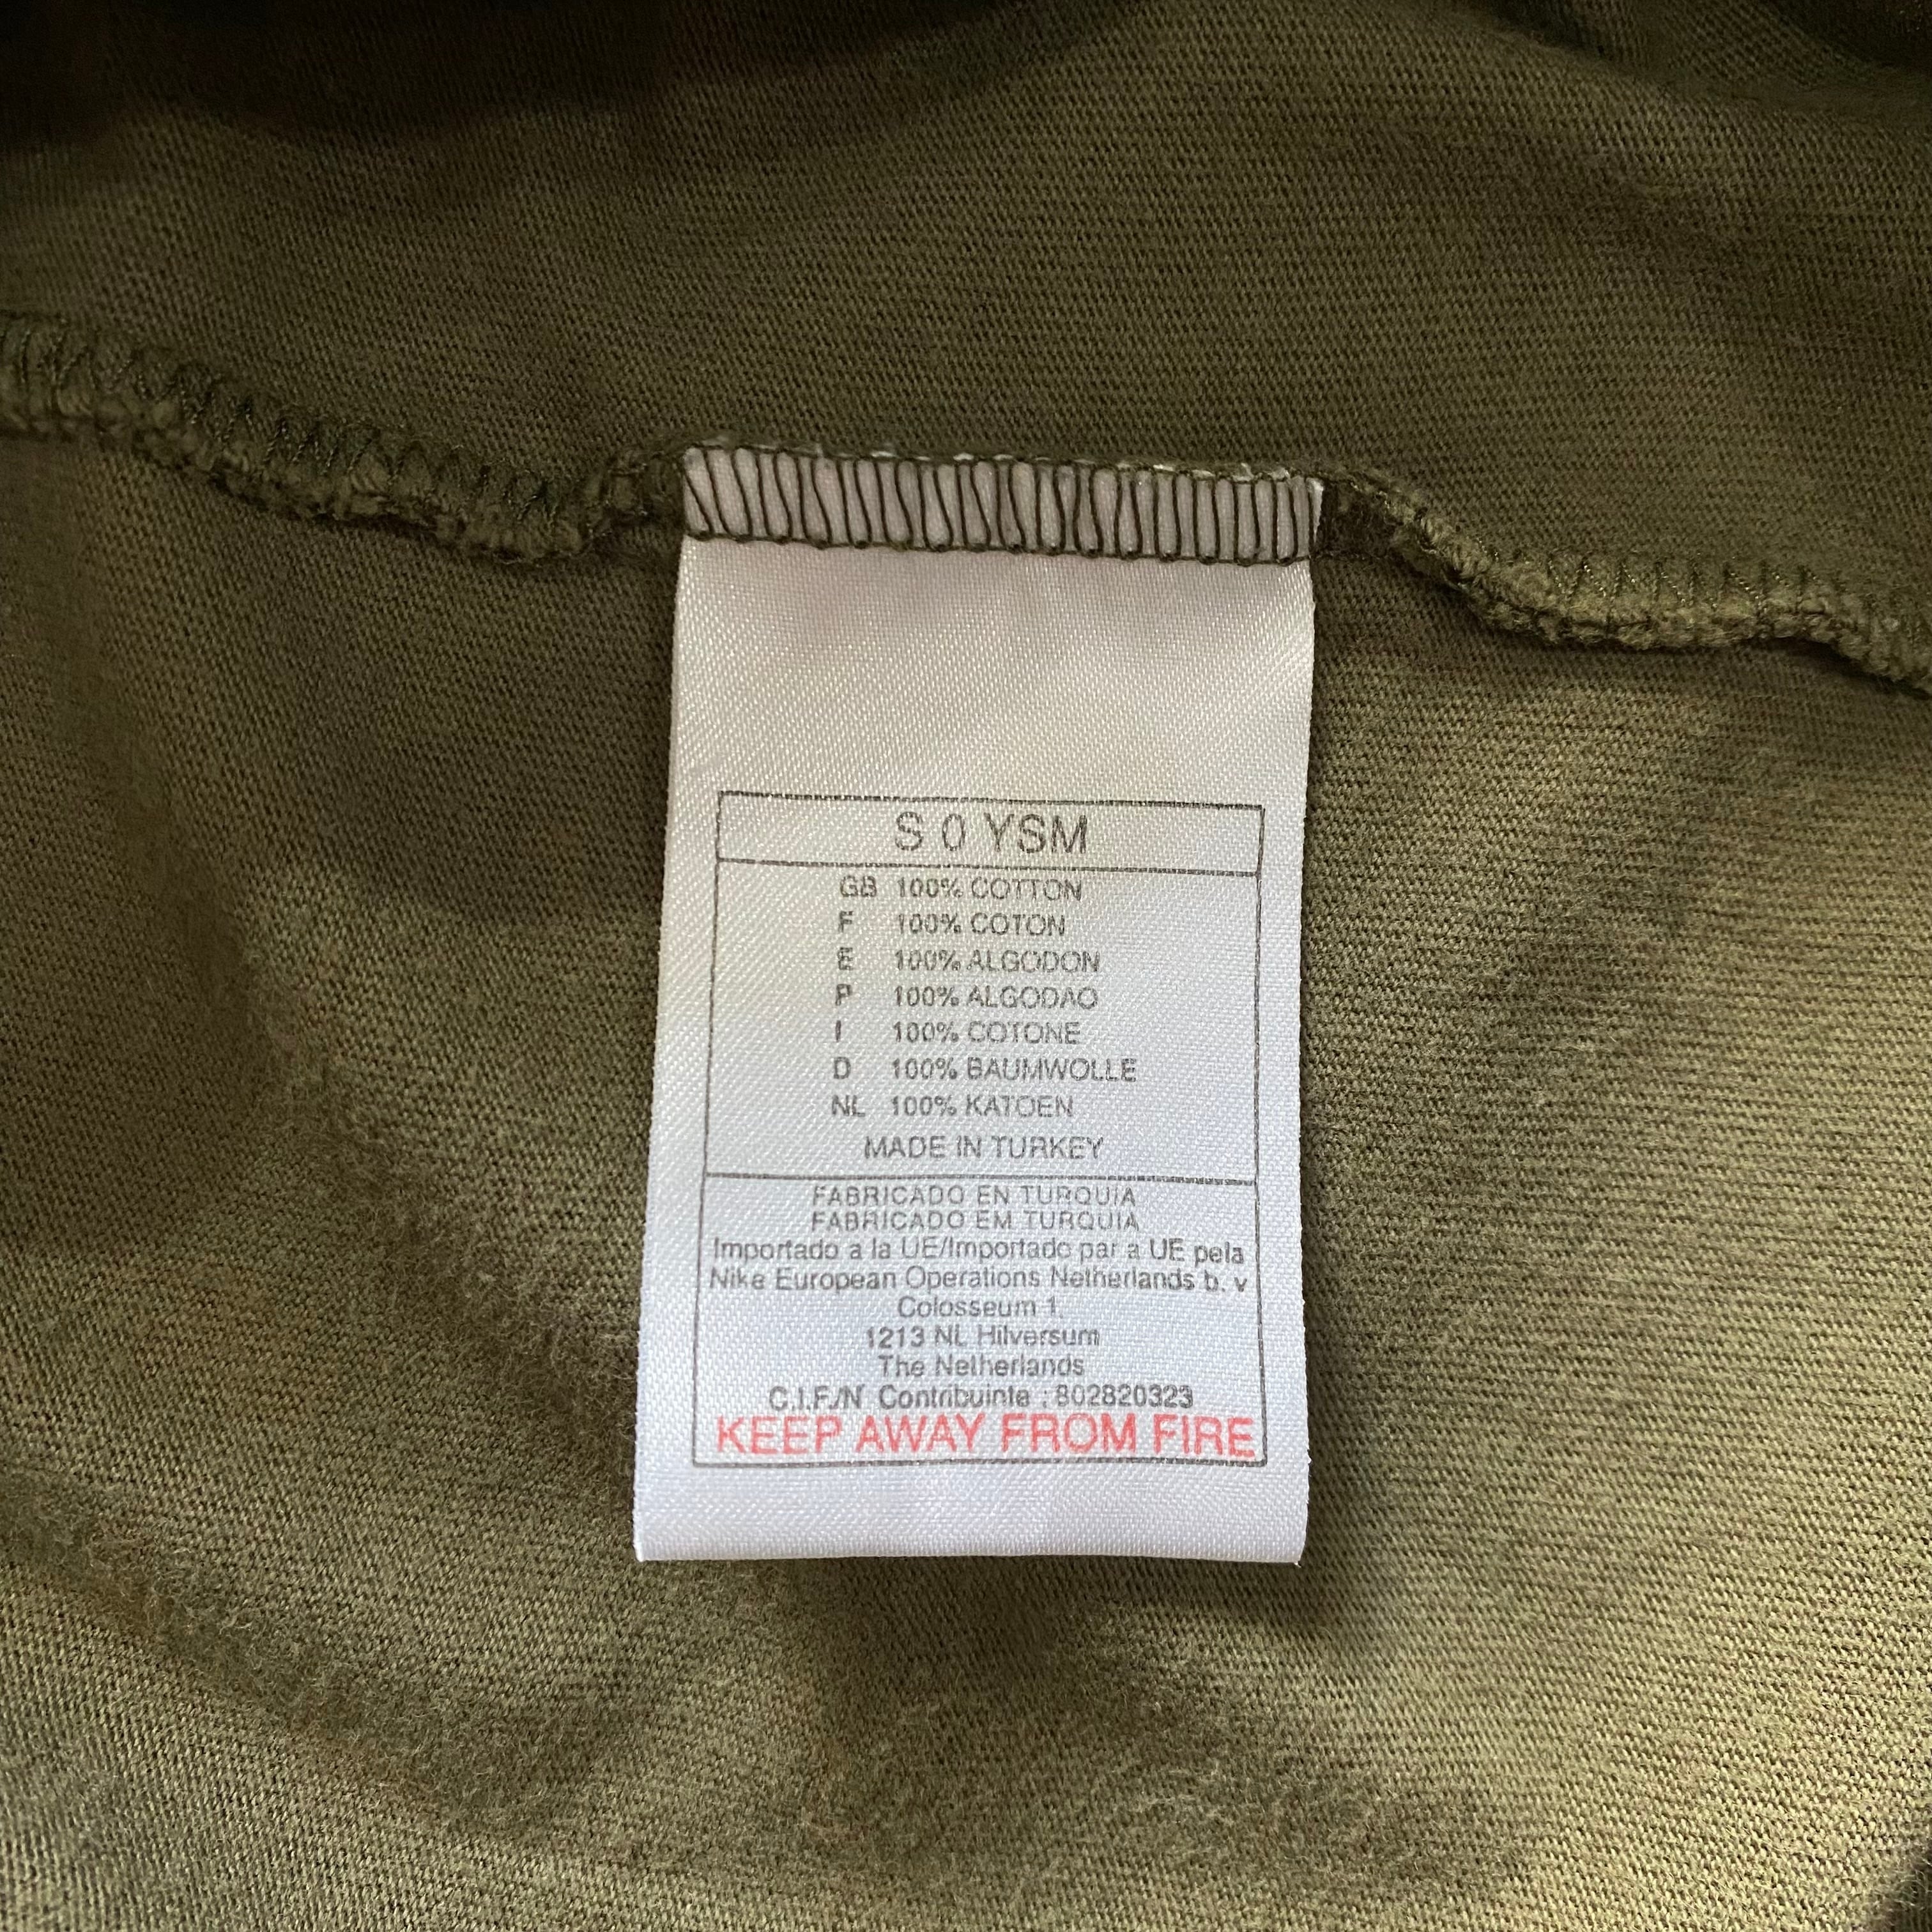 S 0 YSM
GB 100% COTTON
F 100% COTON
E 100% ALGODON
P 100% ALGODAO
I 100% COTONE
D 100% BAUMWOLLE
NL 100% KATOEN
MADE IN TURKEY
FABRICADO EN TURQUIA
FABRICADO EM TURQUIA
Importado a la UE/Importado par a UE pela
Nike European Operations Netherlands b. v
Colosseum 1,
1213 NL Hilversum
The Netherlands
C.I.F./N Contribuinte : 802820323
KEEP AWAY FROM FIRE